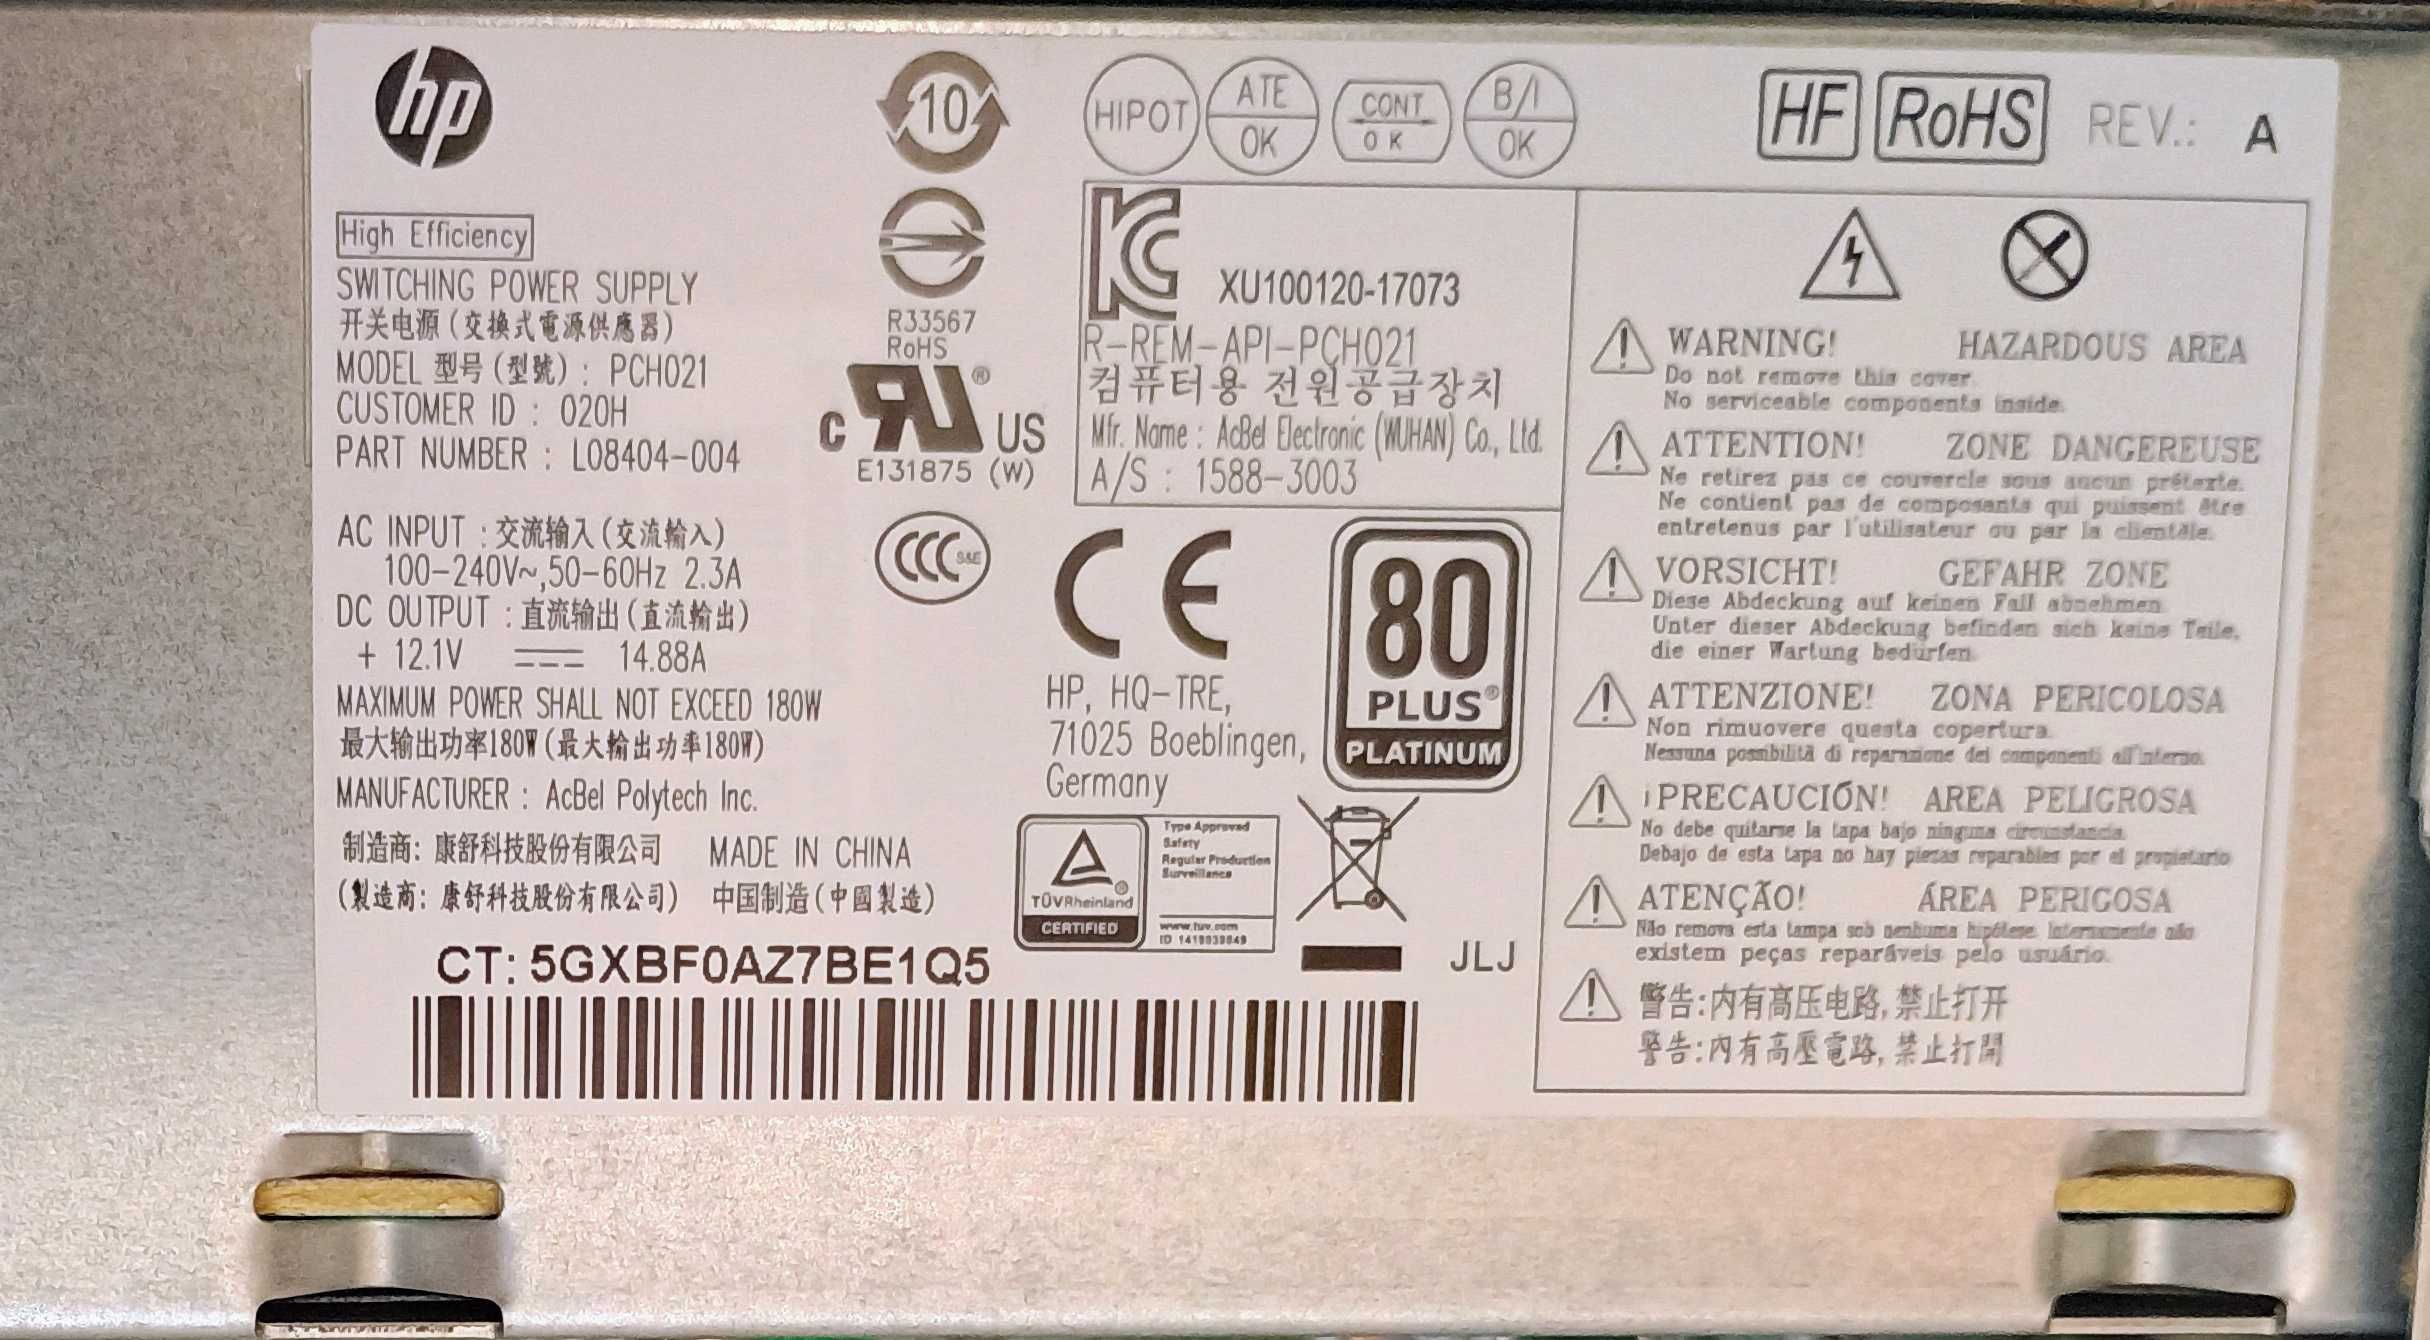 hp
High Efficiency
SWITCHING POWER SUPPLY
开关电源(交换式電源供應器)
MODEL 型号(型號) : PCH021
CUSTOMER ID : 020H
PART NUMBER : L08404-004
AC INPUT : 交流输入(交流輸入)
100-240V~,50-60Hz 2.3A
DC OUTPUT : 直流输出(直流輸出)
+ 12.1V 14.88A
MAXIMUM POWER SHALL NOT EXCEED 180W
最大输出功率180W(最大輸出功率180W)
MANUFACTURER : AcBel Polytech Inc.
制造商: 康舒科技股份有限公司 MADE IN CHINA
(製造商: 康舒科技股份有限公司) 中国制造(中國製造)
CT: 5GXBF0AZ7BE1Q5
10
R33567
RoHS
c RU ® US
E131875 (W)
CCC S&E
HIPOT
ATE
OK
CONT
OK
B/I
OK
HF RoHS REV.: A
KC XU100120-17073
R-REM-API-PCH021
컴퓨터용 전원공급장치
Mfr. Name : AcBel Electronic (WUHAN) Co., Ltd.
A/S : 1588-3003
CE
HP, HQ-TRE,
71025 Boeblingen,
Germany
80
PLUS®
PLATINUM
TÜVRheinland ®
CERTIFIED
Type Approved
Safety
Regular Production
Surveillance
www.tuv.com
ID 1419039849
JLJ
WARNING! HAZARDOUS AREA
Do not remove this cover.
No serviceable components inside.
ATTENTION! ZONE DANGEREUSE
Ne retirez pas ce couvercle sous aucun prétexte.
Ne contient pas de composants qui puissent être
entretenus par l'utilisateur ou par la clientèle.
VORSICHT! GEFAHR ZONE
Diese Abdeckung auf keinen Fall abnehmen.
Unter dieser Abdeckung befinden sich keine Teile,
die einer Wartung bedürfen.
ATTENZIONE! ZONA PERICOLOSA
Non rimuovere questa copertura.
Nessuna possibilità di reparazione dei componenti all'interno.
¡PRECAUCIÓN! AREA PELIGROSA
No debe quitarse la tapa bajo ninguna circunstancia.
Debajo de esta tapa no hay piezas reparables por el propietario
ATENÇÃO! ÁREA PERIGOSA
Não remova esta tampa sob nenhuma hipótese. Internamente não
existem peças reparáveis pelo usuário.
警告:内有高压电路,禁止打开
警告:內有高壓電路,禁止打開